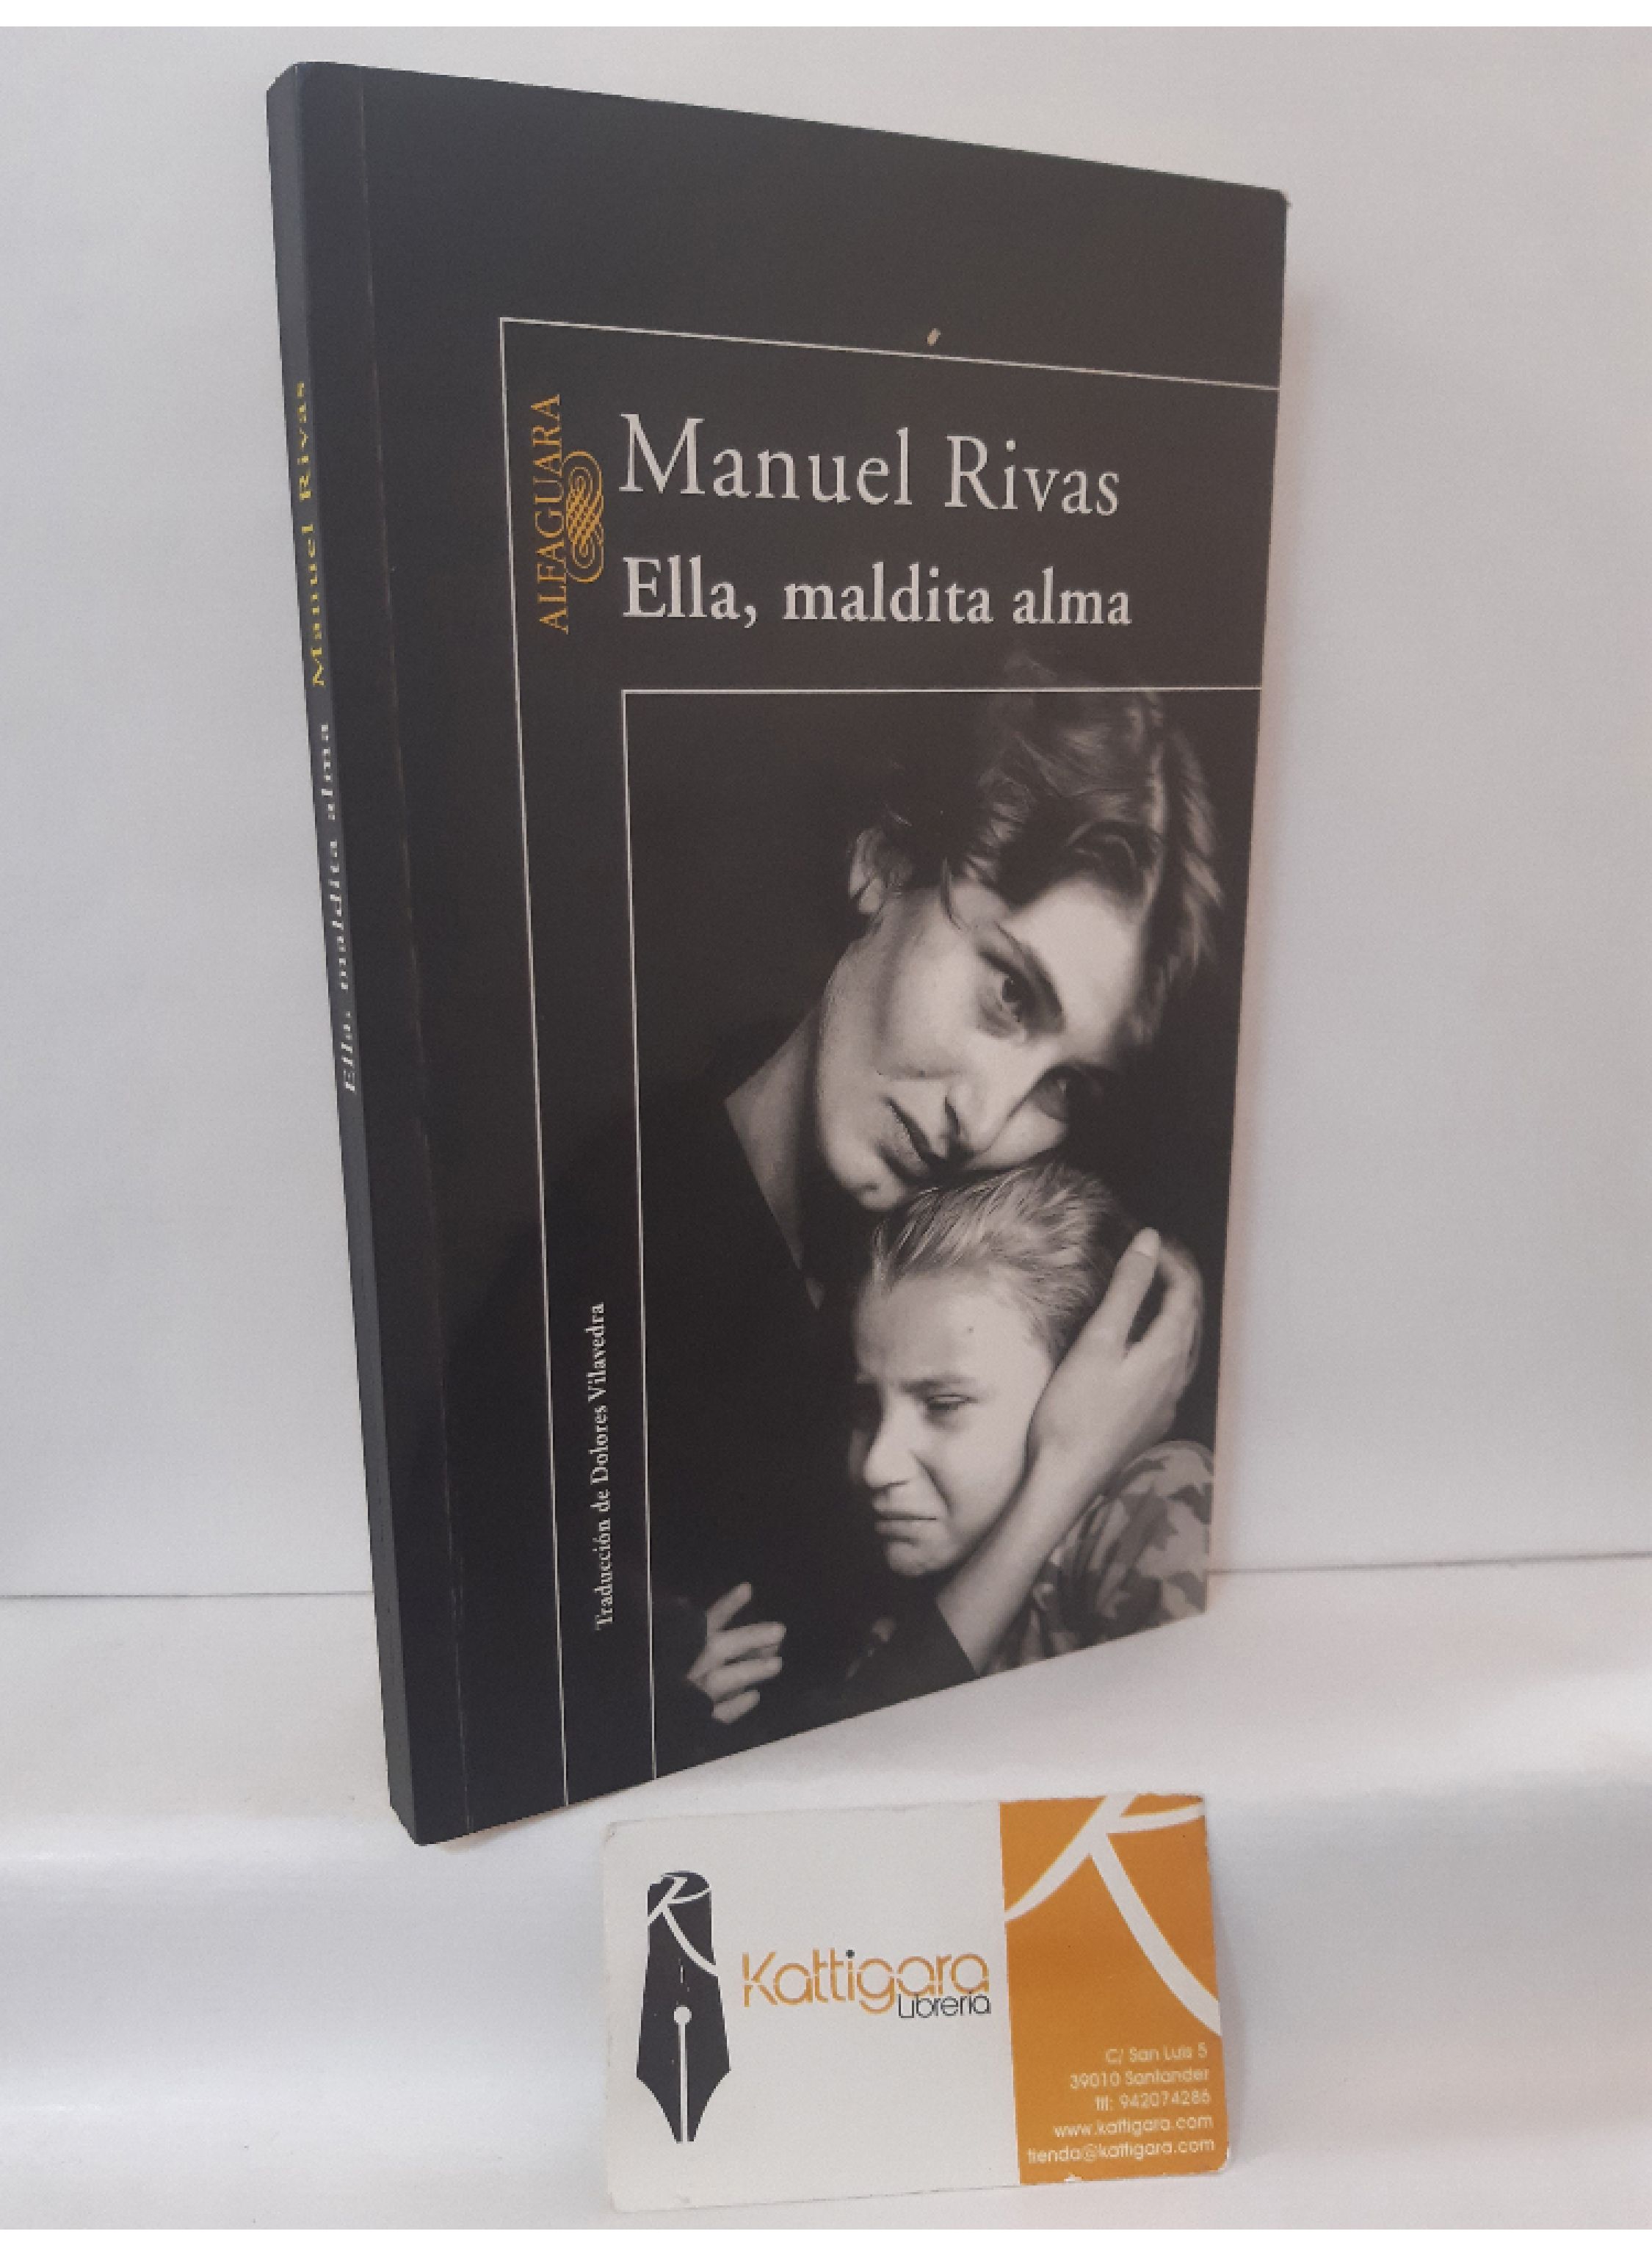 Manuel Rivas
Ella, maldita alma
ALFAGUARA
Manuel Rivas
Ella, maldita alma
Traducción de Dolores Vilavedra
K
Kattigara
Librería
C/ San Luis 5
39010 Santander
tlf: 942074286
www.kattigara.com
tienda@kattigara.com